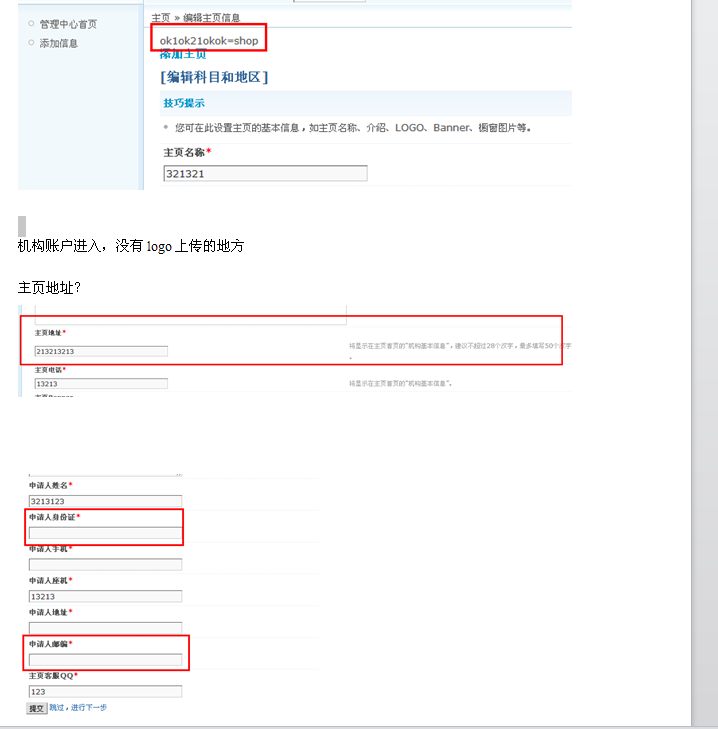 管理中心首页
添加信息
主页 » 编辑主页信息
ok1ok21okok=shop
添加主页
[编辑科目和地区]
技巧提示
您可在此设置主页的基本信息，如主页名称、介绍、LOGO、Banner、橱窗图片等。
主页名称*
321321
机构账户进入，没有 logo 上传的地方
主页地址？
主页地址*
213213213
将显示在主页首页的"机构基本信息"，建议不超过28个汉字，最多填写50个汉字。
主页电话*
13213
将显示在主页首页的"机构基本信息"。
申请人姓名*
3213123
申请人身份证*
申请人手机*
申请人座机*
13213
申请人地址*
申请人邮编*
主页客服QQ*
123
提交 跳过，进行下一步